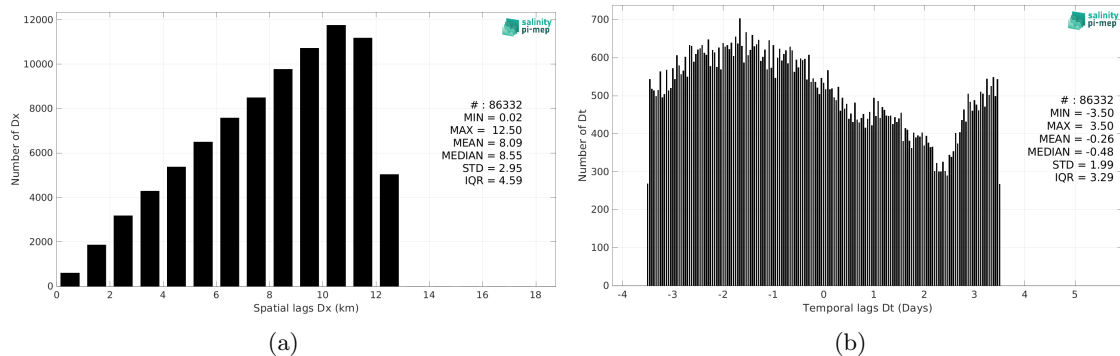 12000
10000
8000
6000
4000
2000
0
Number of Dx
0 2 4 6 8 10 12 14 16 18
Spatial lags Dx (km)
salinity
pi-mep
# : 86332
MIN = 0.02
MAX = 12.50
MEAN = 8.09
MEDIAN = 8.55
STD = 2.95
IQR = 4.59
(a)
700
600
500
400
300
200
100
0
Number of Dt
-4 -3 -2 -1 0 1 2 3 4 5
Temporal lags Dt (Days)
salinity
pi-mep
# : 86332
MIN = -3.50
MAX = 3.50
MEAN = -0.26
MEDIAN = -0.48
STD = 1.99
IQR = 3.29
(b)